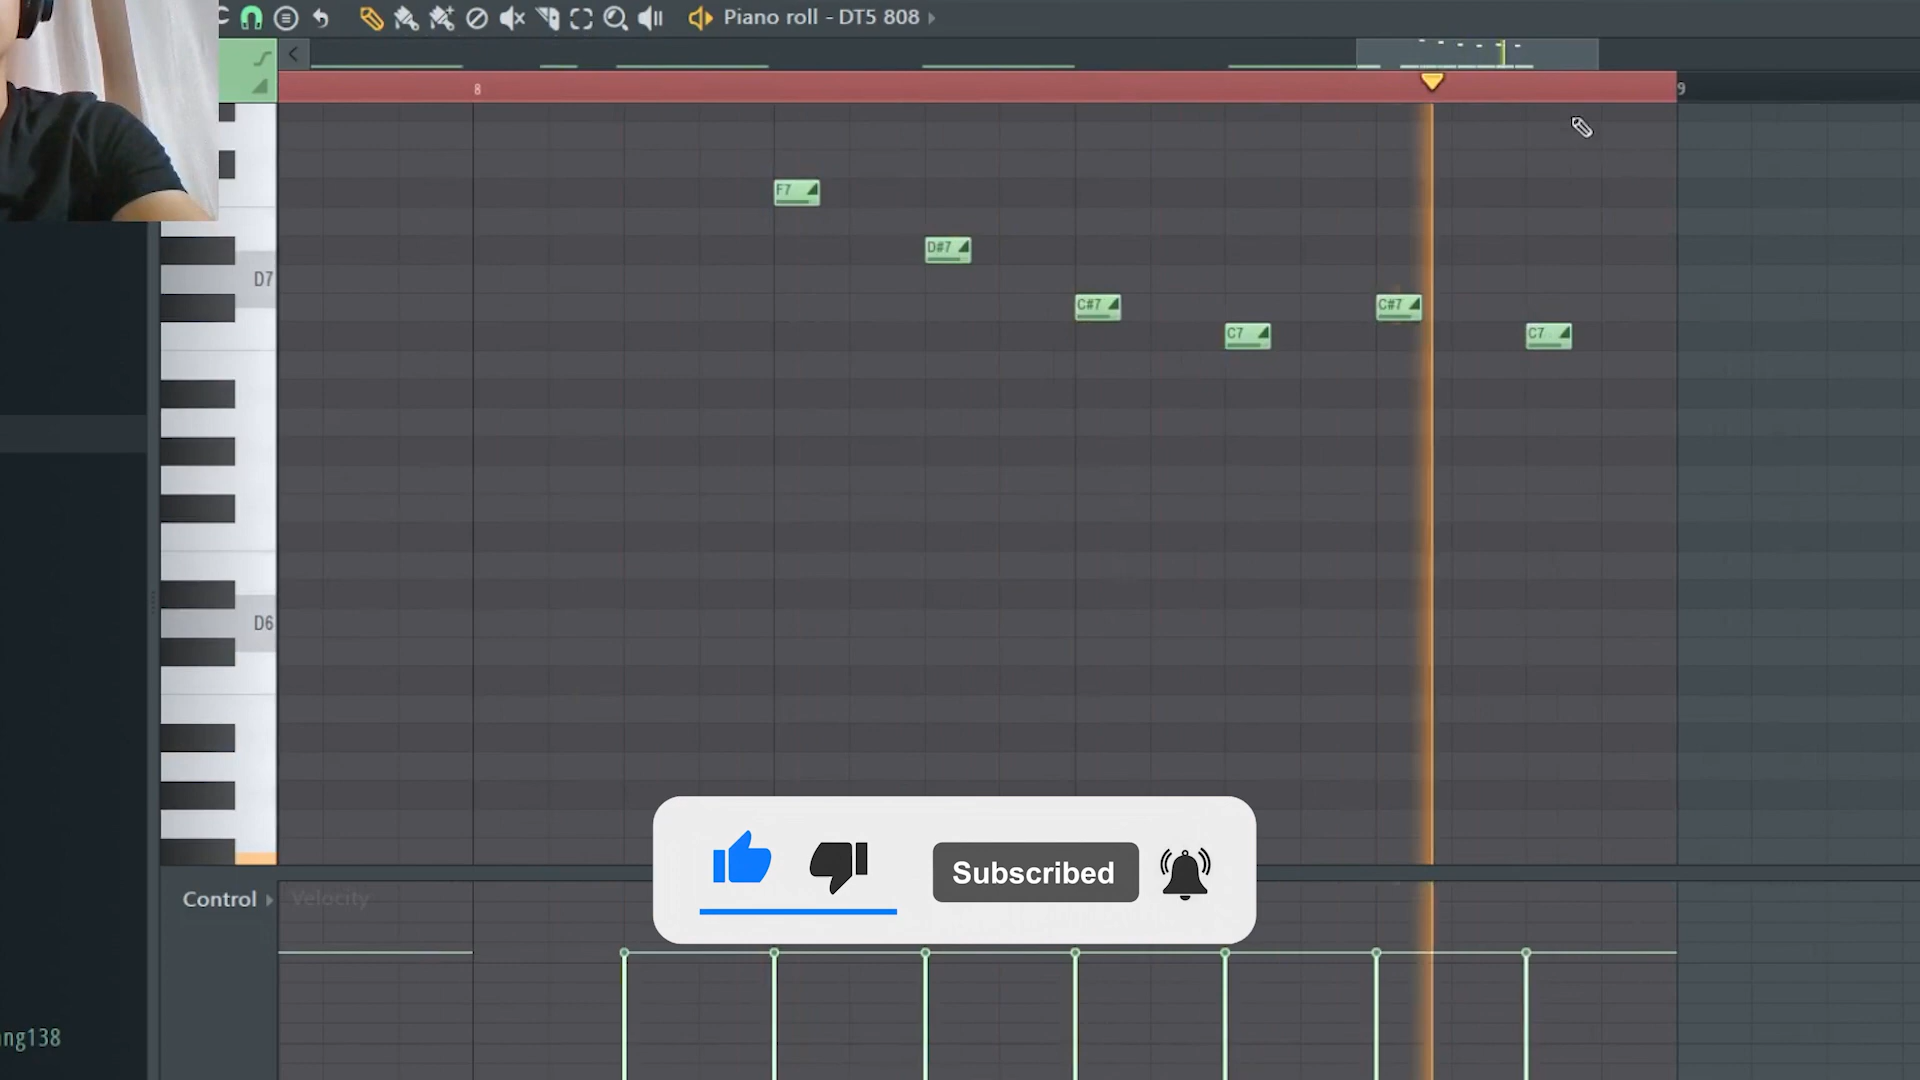 Piano roll - DT5 808
8
9
F7
D#7
D7
C#7
C#7
C7
C7
D6
Subscribed
Control
Velocity
ng138